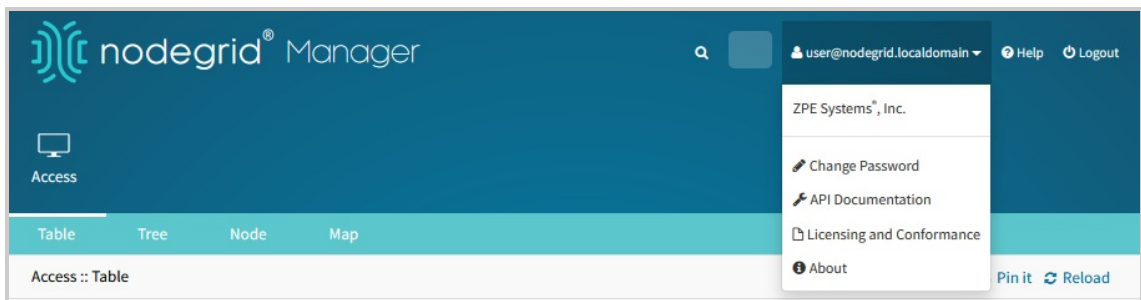 nodegrid® Manager
user@nodegrid.localdomain
Help
Logout
ZPE Systems®, Inc.
Access
Change Password
API Documentation
Licensing and Conformance
About
Table
Tree
Node
Map
Access :: Table
Pin it
Reload